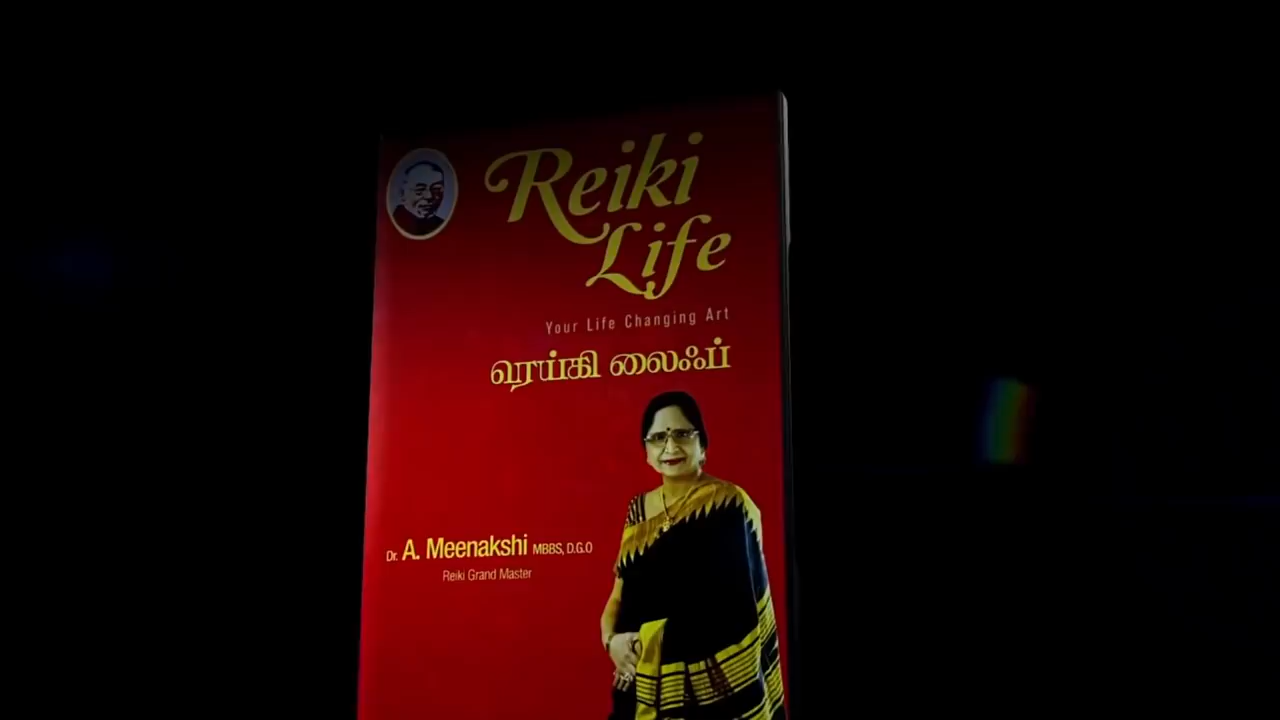 Reiki
Life
Your Life Changing Art
ரெய்கி லைஃப்
Dr. A. Meenakshi MBBS, D.G.O
Reiki Grand Master